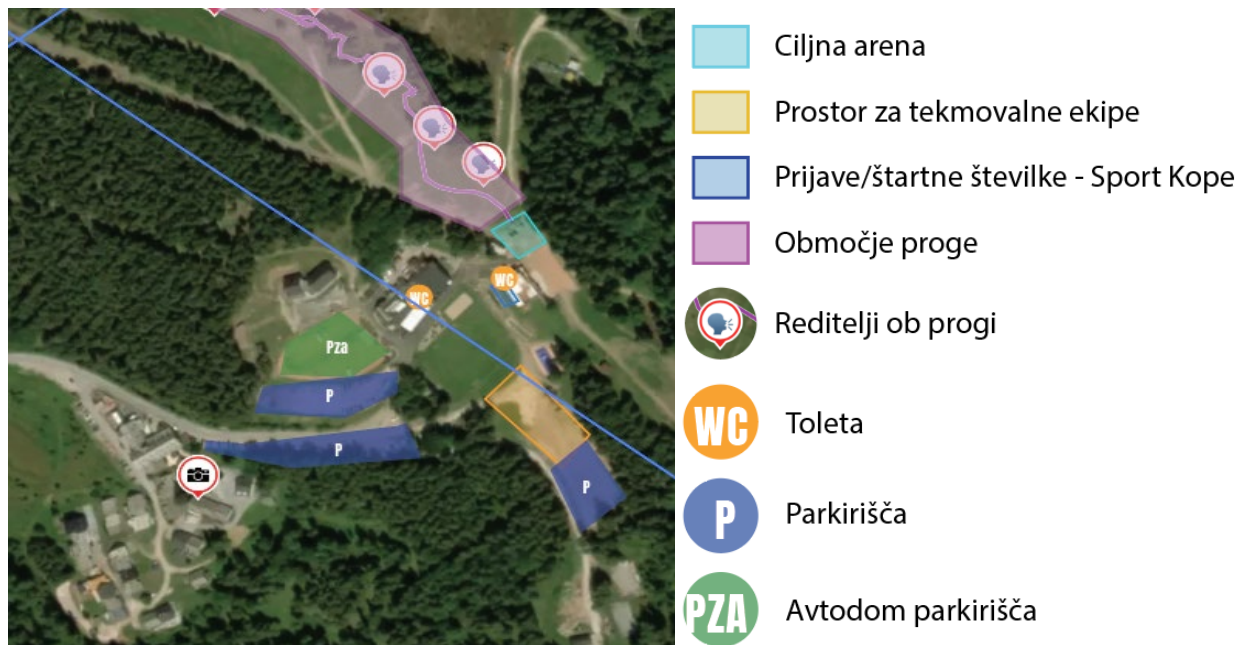 WC
WC
Pza
P
P
P
Ciljna arena
Prostor za tekmovalne ekipe
Prijave/štartne številke - Sport Kope
Območje proge
Reditelji ob progi
WC
Toleta
P
Parkirišča
PZA
Avtodom parkirišča